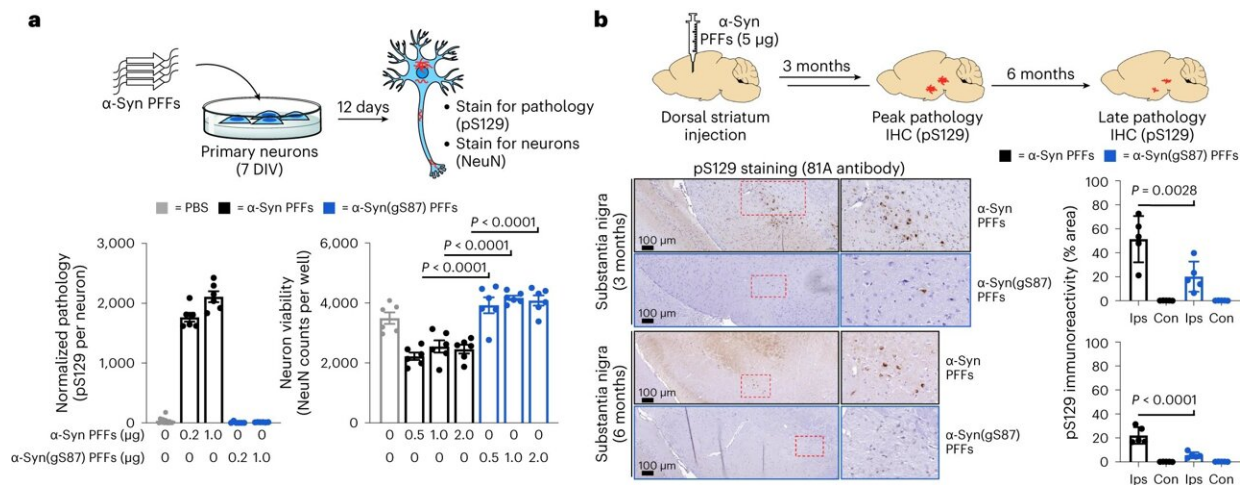 a
α-Syn PFFs
Primary neurons
(7 DIV)
12 days
• Stain for pathology
(pS129)
• Stain for neurons
(NeuN)
= PBS = α-Syn PFFs = α-Syn(gS87) PFFs
Normalized pathology
(pS129 per neuron)
3,000
2,000
1,000
0
α-Syn PFFs (µg) 0 0.2 1.0 0 0
α-Syn(gS87) PFFs (µg) 0 0 0 0.2 1.0
Neuron viability
(NeuN counts per well)
6,000
4,000
2,000
0
P < 0.0001
P < 0.0001
P < 0.0001
0 0.5 1.0 2.0 0 0 0
0 0 0 0 0.5 1.0 2.0
b
α-Syn
PFFs (5 µg)
Dorsal striatum
injection
3 months
Peak pathology
IHC (pS129)
6 months
Late pathology
IHC (pS129)
= α-Syn PFFs = α-Syn(gS87) PFFs
pS129 staining (81A antibody)
Substantia nigra
(3 months)
100 µm
α-Syn
PFFs
100 µm
α-Syn(gS87)
PFFs
Substantia nigra
(6 months)
100 µm
α-Syn
PFFs
100 µm
α-Syn(gS87)
PFFs
pS129 immunoreactivity (% area)
100
80
60
40
20
0
P = 0.0028
Ips Con Ips Con
100
80
60
40
20
0
P < 0.0001
Ips Con Ips Con